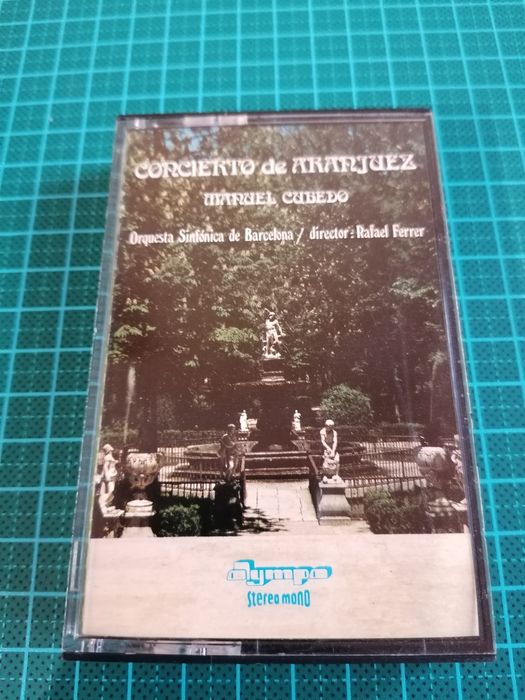 CONCIERTO de ARANJUEZ
MANUEL CUBEDO
Orquesta Sinfónica de Barcelona / director: Rafael Ferrer
Olympo
Stereo mono